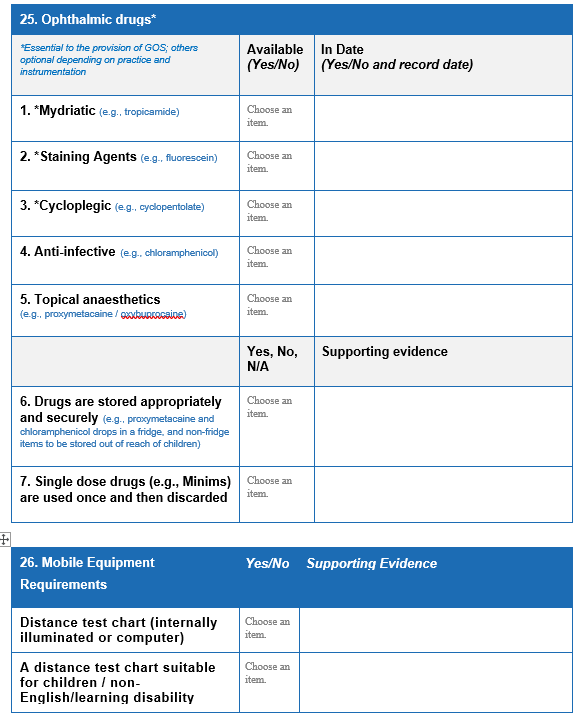 25. Ophthalmic drugs*
*Essential to the provision of GOS; others
optional depending on practice and
instrumentation
Available
(Yes/No)
In Date
(Yes/No and record date)
1. *Mydriatic (e.g., tropicamide)
Choose an
item.
2. *Staining Agents (e.g., fluorescein)
Choose an
item.
3. *Cycloplegic (e.g., cyclopentolate)
Choose an
item.
4. Anti-infective (e.g., chloramphenicol)
Choose an
item.
5. Topical anaesthetics
(e.g., proxymetacaine / oxybuprocaine)
Choose an
item.
Yes, No,
N/A
Supporting evidence
6. Drugs are stored appropriately
and securely (e.g., proxymetacaine and
chloramphenicol drops in a fridge, and non-fridge
items to be stored out of reach of children)
Choose an
item.
7. Single dose drugs (e.g., Minims)
are used once and then discarded
Choose an
item.
26. Mobile Equipment
Requirements
Yes/No
Supporting Evidence
Distance test chart (internally
illuminated or computer)
Choose an
item.
A distance test chart suitable
for children / non-
English/learning disability
Choose an
item.